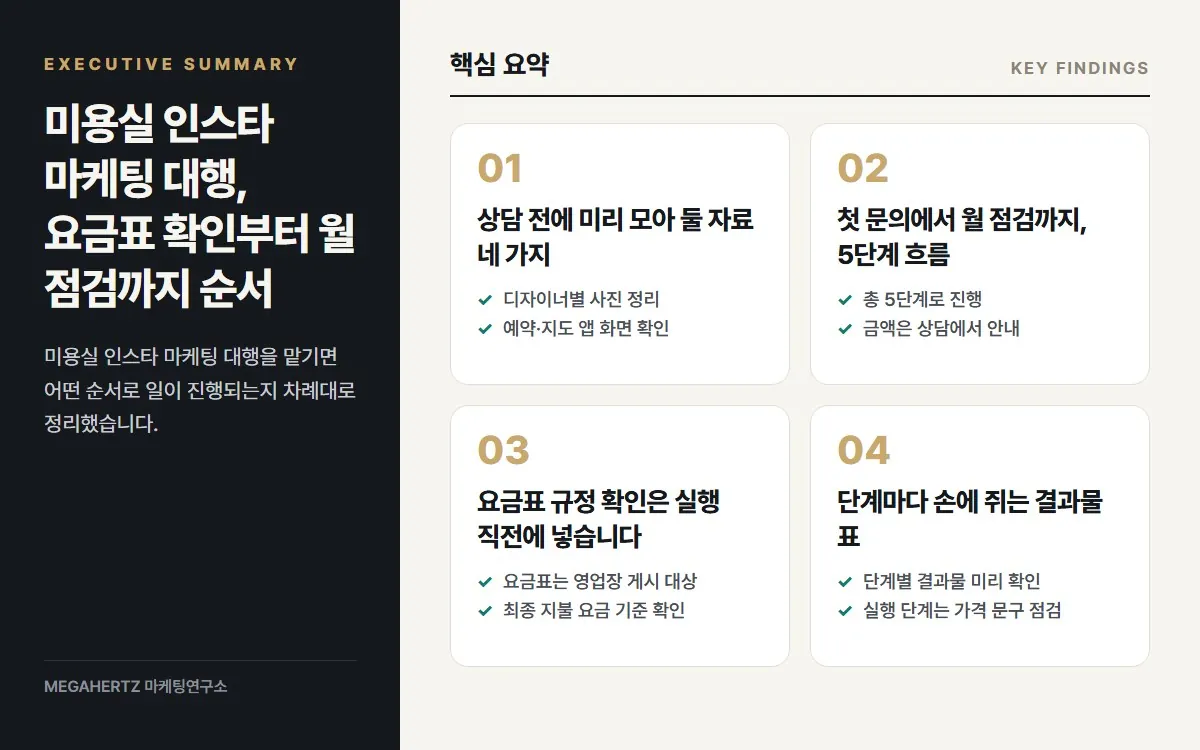 EXECUTIVE SUMMARY
미용실 인스타
마케팅 대행,
요금표 확인부터 월
점검까지 순서
미용실 인스타 마케팅 대행을 맡기면
어떤 순서로 일이 진행되는지 차례대로
정리했습니다.
MEGAHERTZ 마케팅연구소
핵심 요약
KEY FINDINGS
01
상담 전에 미리 모아 둘 자료
네 가지
디자이너별 사진 정리
예약·지도 앱 화면 확인
02
첫 문의에서 월 점검까지,
5단계 흐름
총 5단계로 진행
금액은 상담에서 안내
03
요금표 규정 확인은 실행
직전에 넣습니다
요금표는 영업장 게시 대상
최종 지불 요금 기준 확인
04
단계마다 손에 쥐는 결과물
표
단계별 결과물 미리 확인
실행 단계는 가격 문구 점검